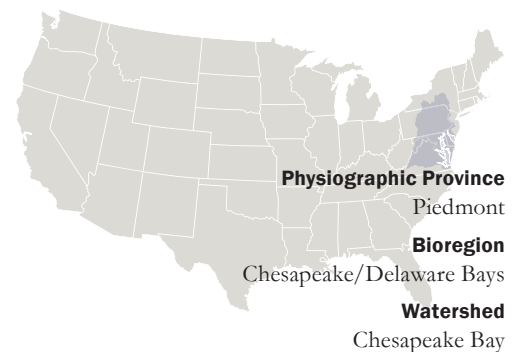 Physiographic Province
Piedmont
Bioregion
Chesapeake/Delaware Bays
Watershed
Chesapeake Bay